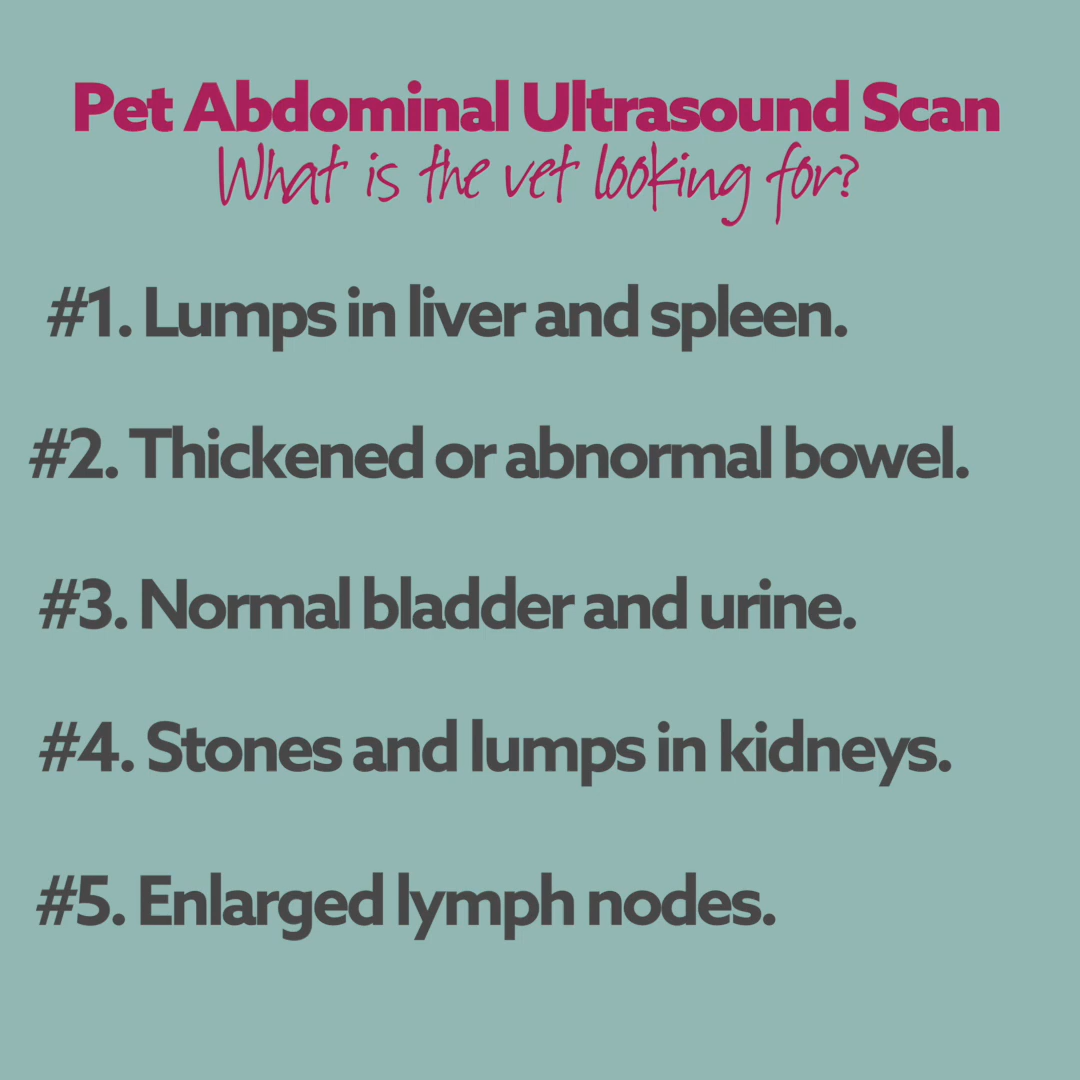 Pet Abdominal Ultrasound Scan
What is the vet looking for?
#1. Lumps in liver and spleen.
#2. Thickened or abnormal bowel.
#3. Normal bladder and urine.
#4. Stones and lumps in kidneys.
#5. Enlarged lymph nodes.